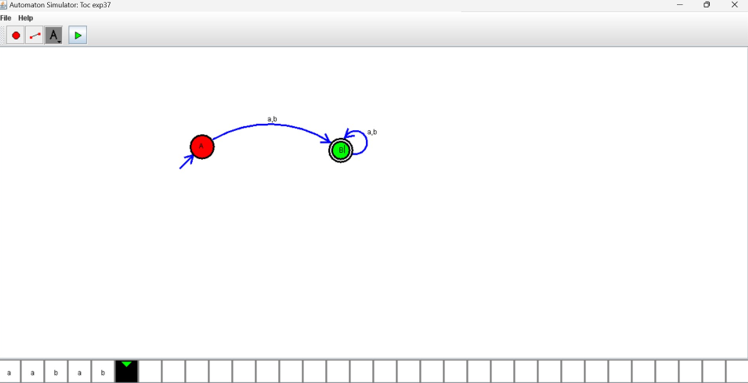 Automaton Simulator: Toc exp37
File Help
A
a,b
a,b
A
B
a a b a b